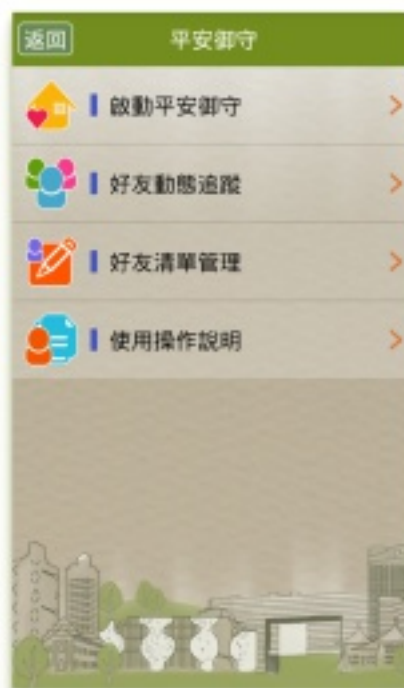 返回
平安御守
啟動平安御守
好友動態追蹤
好友清單管理
使用操作說明